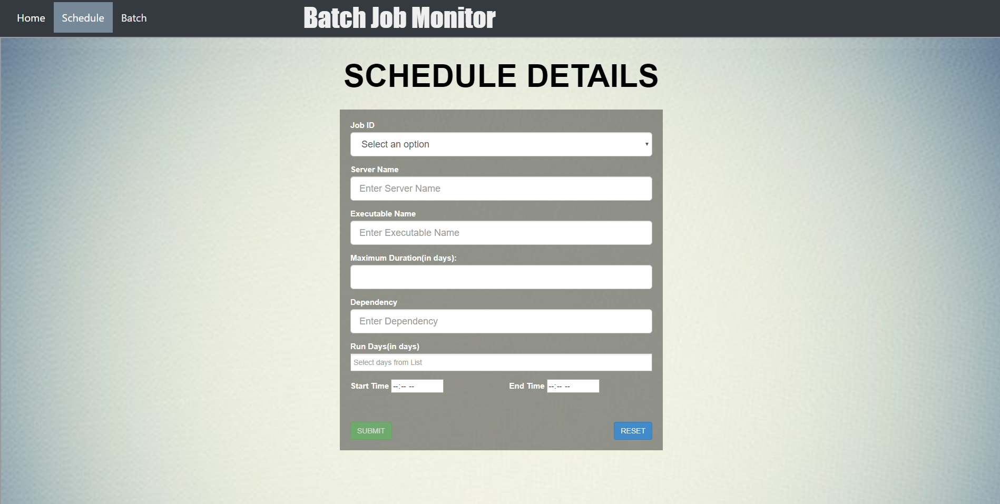 Home Schedule Batch Batch Job Monitor
SCHEDULE DETAILS
Job ID
Select an option
Server Name
Enter Server Name
Executable Name
Enter Executable Name
Maximum Duration(in days):
Dependency
Enter Dependency
Run Days(in days)
Select days from List
Start Time --:-- -- End Time --:-- --
SUBMIT RESET